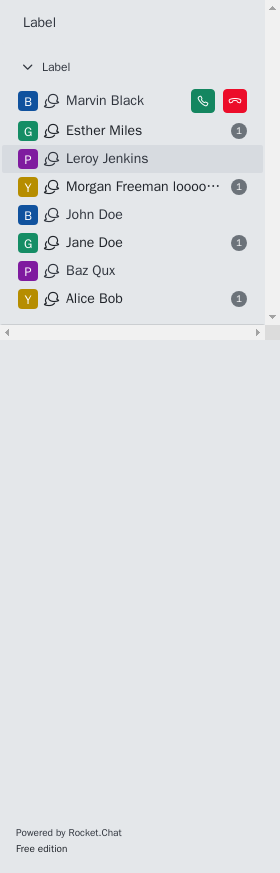 Label
Label
B Marvin Black
G Esther Miles 1
P Leroy Jenkins
Y Morgan Freeman loooo··· 1
B John Doe
G Jane Doe 1
P Baz Qux
Y Alice Bob 1
Powered by Rocket.Chat
Free edition